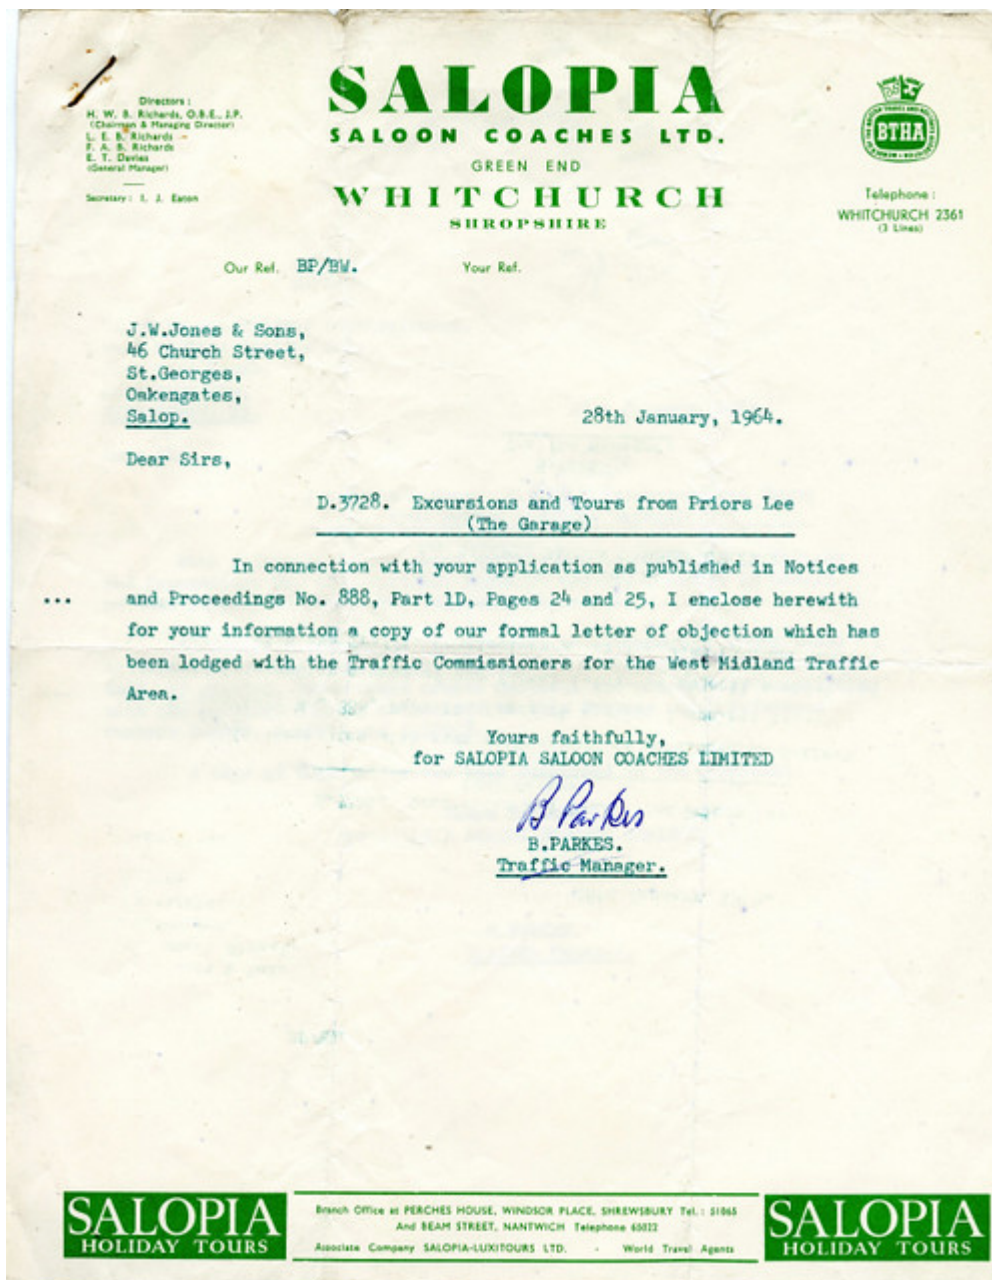 SALOPIA
SALOON COACHES LTD.
GREEN END
WHITCHURCH
SHROPSHIRE
Directors :
H. W. B. Richards, O.B.E., J.P.
(Chairman & Managing Director)
L. E. B. Richards
F. A. B. Richards
E. T. Davies
(General Manager)
Secretary : I. J. Eaton
BTHA
Telephone :
WHITCHURCH 2361
(3 Lines)
Our Ref. BP/BW. Your Ref.
J.W.Jones & Sons,
46 Church Street,
St.Georges,
Oakengates,
Salop.
28th January, 1964.
Dear Sirs,
D.3728. Excursions and Tours from Priors Lee
(The Garage)
In connection with your application as published in Notices
... and Proceedings No. 888, Part 1D, Pages 24 and 25, I enclose herewith
for your information a copy of our formal letter of objection which has
been lodged with the Traffic Commissioners for the West Midland Traffic
Area.
Yours faithfully,
for SALOPIA SALOON COACHES LIMITED
B Parkes
B.PARKES.
Traffic Manager.
SALOPIA
HOLIDAY TOURS
Branch Office at PERCHES HOUSE, WINDSOR PLACE, SHREWSBURY Tel. : 51865
And BEAM STREET, NANTWICH Telephone 65022
Associate Company SALOPIA-LUXITOURS LTD. - World Travel Agents
SALOPIA
HOLIDAY TOURS